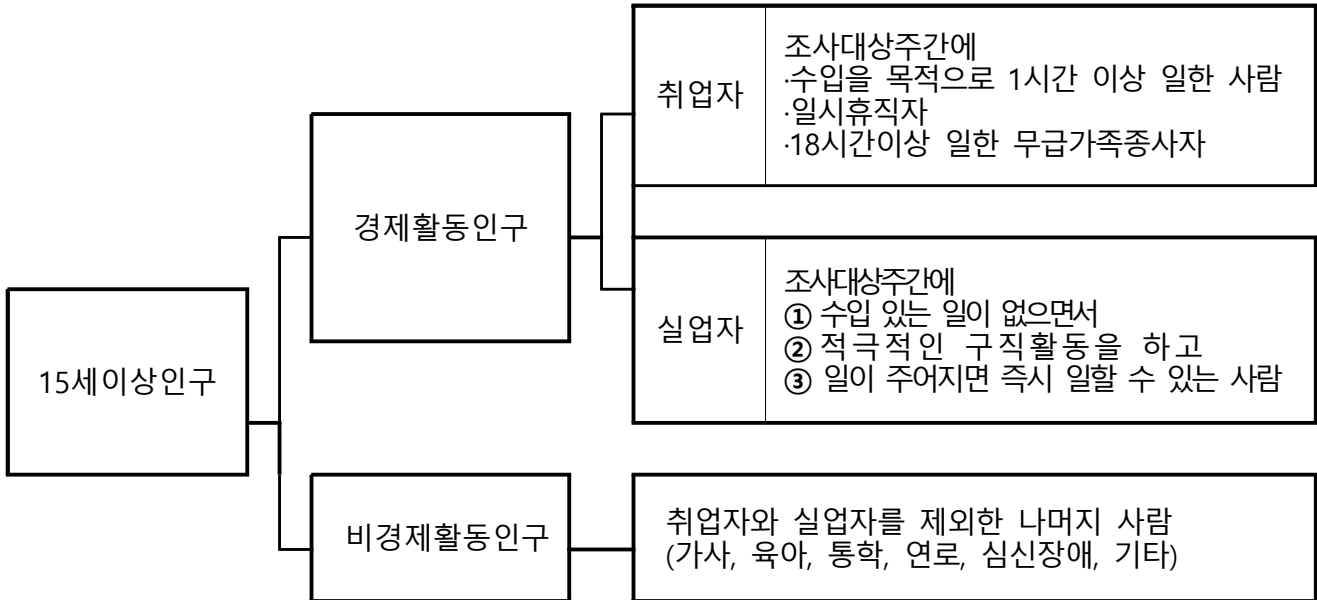 15세이상인구
경제활동인구
취업자
조사대상주간에
·수입을 목적으로 1시간 이상 일한 사람
·일시휴직자
·18시간이상 일한 무급가족종사자
실업자
조사대상주간에
① 수입 있는 일이 없으면서
② 적극적인 구직활동을 하고
③ 일이 주어지면 즉시 일할 수 있는 사람
비경제활동인구
취업자와 실업자를 제외한 나머지 사람
(가사, 육아, 통학, 연로, 심신장애, 기타)